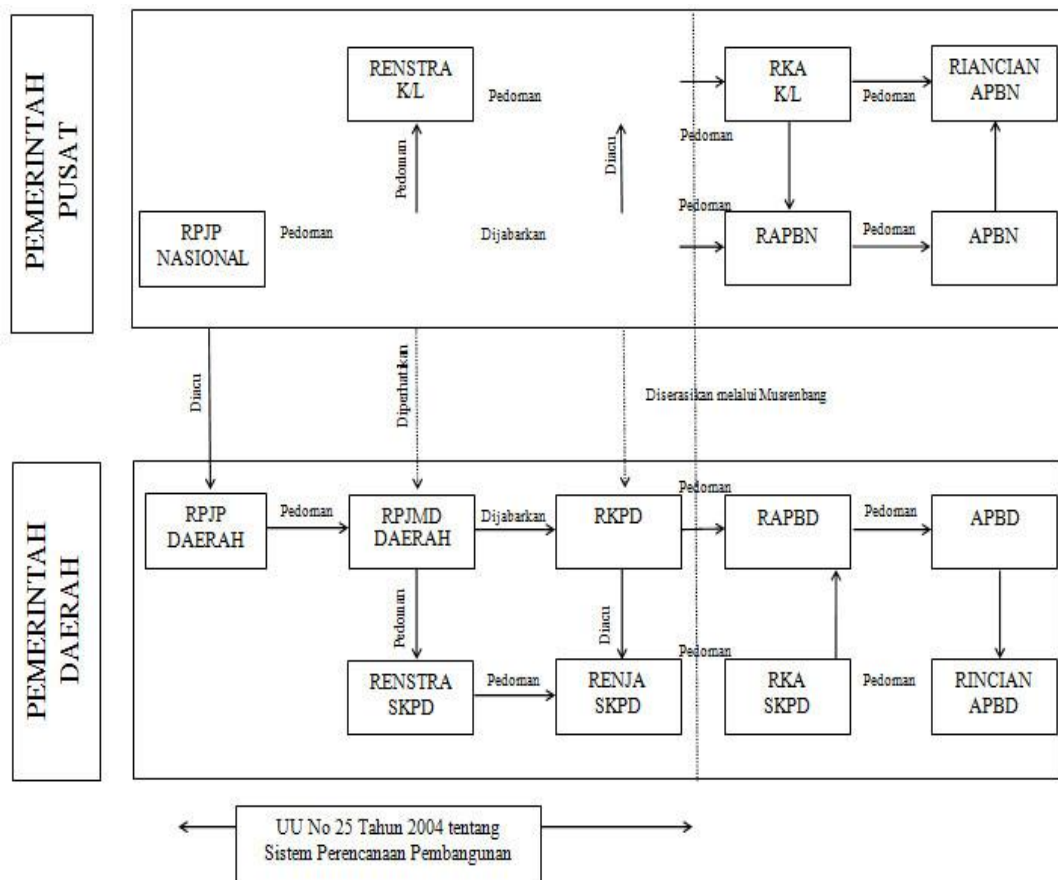 PEMERINTAH
PUSAT
RENSTRA
K/L
Pedoman
RKA
K/L
Pedoman
RIANCIAN
APBN
Pedoman
Diacu
Pedoman
RPJP
NASIONAL
Pedoman
Dijabarkan
Pedoman
RAPBN
Pedoman
APBN
Diacu
Diperhatikan
Diserasikan melalui Musrenbang
PEMERINTAH
DAERAH
RPJP
DAERAH
Pedoman
RPJMD
DAERAH
Dijabarkan
RKPD
Pedoman
RAPBD
Pedoman
APBD
Pedoman
Diacu
RENSTRA
SKPD
Pedoman
RENJA
SKPD
Pedoman
RKA
SKPD
Pedoman
RINCIAN
APBD
UU No 25 Tahun 2004 tentang
Sistem Perencanaan Pembangunan